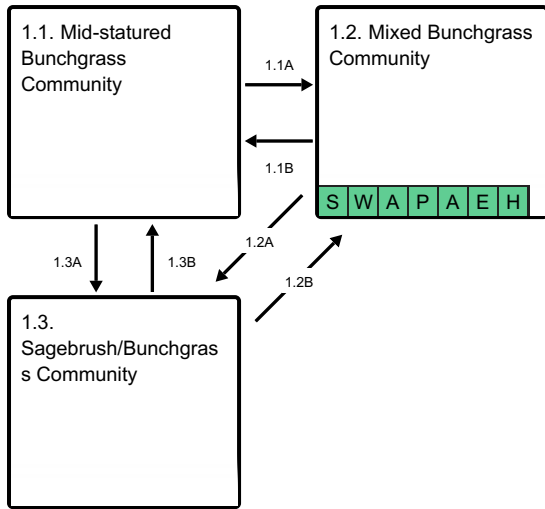 1.1. Mid-statured
Bunchgrass
Community
1.1A
1.2. Mixed Bunchgrass
Community
1.1B
S W A P A E H
1.3A
1.3B
1.2A
1.2B
1.3.
Sagebrush/Bunchgras
s Community